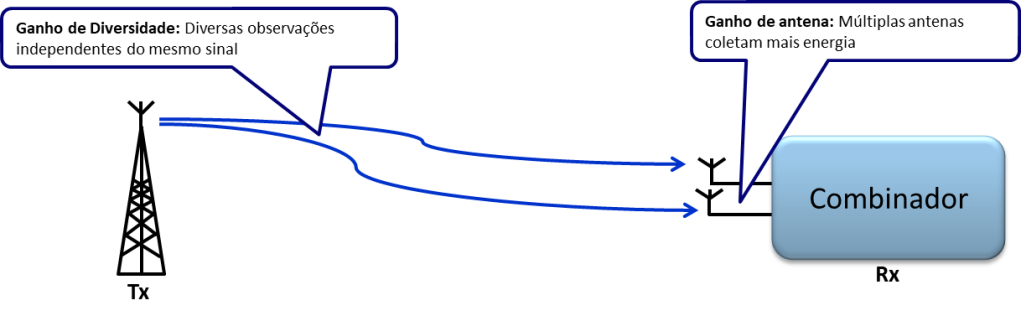 Ganho de Diversidade: Diversas observações
independentes do mesmo sinal
Ganho de antena: Múltiplas antenas
coletam mais energia
Combinador
Tx
Rx